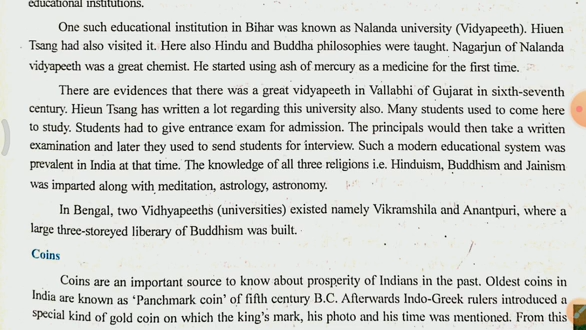 educational institutions.
One such educational institution in Bihar was known as Nalanda university (Vidyapeeth). Hiuen
Tsang had also visited it. Here also Hindu and Buddha philosophies were taught. Nagarjun of Nalanda
vidyapeeth was a great chemist. He started using ash of mercury as a medicine for the first time.
There are evidences that there was a great vidyapeeth in Vallabhi of Gujarat in sixth-seventh
century. Hieun Tsang has written a lot regarding this university also. Many students used to come here
to study. Students had to give entrance exam for admission. The principals would then take a written
examination and later they used to send students for interview. Such a modern educational system was
prevalent in India at that time. The knowledge of all three religions i.e. Hinduism, Buddhism and Jainism
was imparted along with meditation, astrology, astronomy.
In Bengal, two Vidhyapeeths (universities) existed namely Vikramshila and Anantpuri, where a
large three-storeyed liberary of Buddhism was built.
Coins
Coins are an important source to know about prosperity of Indians in the past. Oldest coins in
India are known as 'Panchmark coin' of fifth century B.C. Afterwards Indo-Greek rulers introduced a
special kind of gold coin on which the king's mark, his photo and his time was mentioned. From this